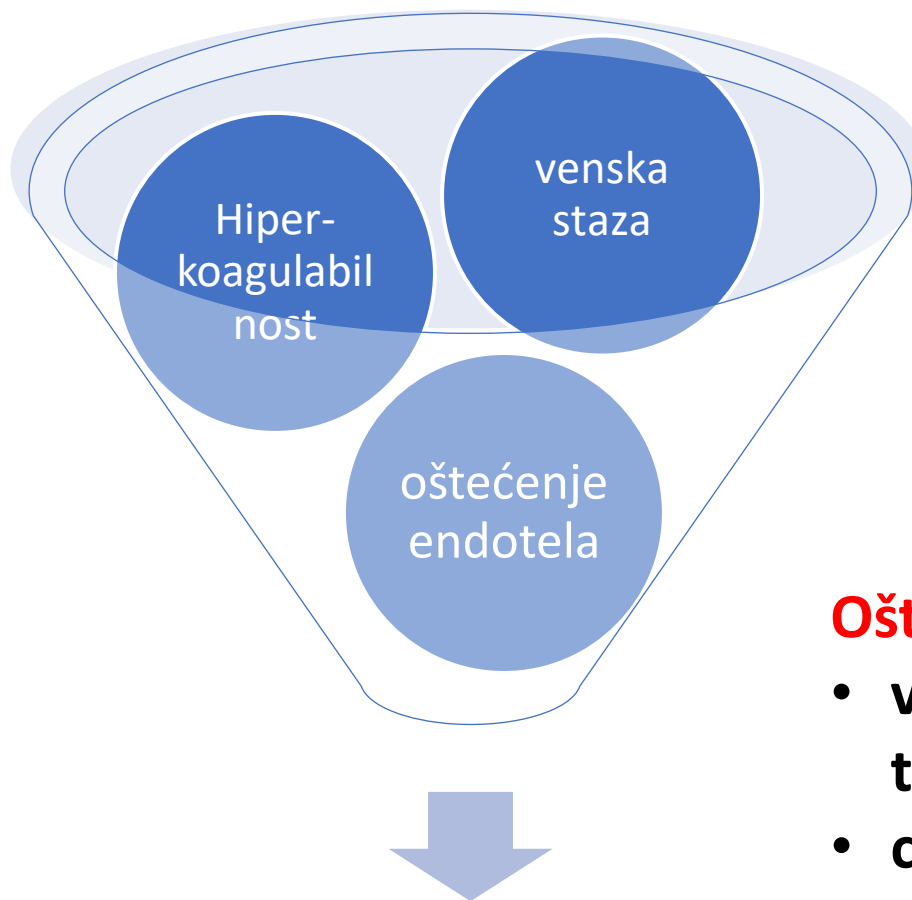 venska
staza
Hiper-
koagulabil
nost
oštećenje
endotela